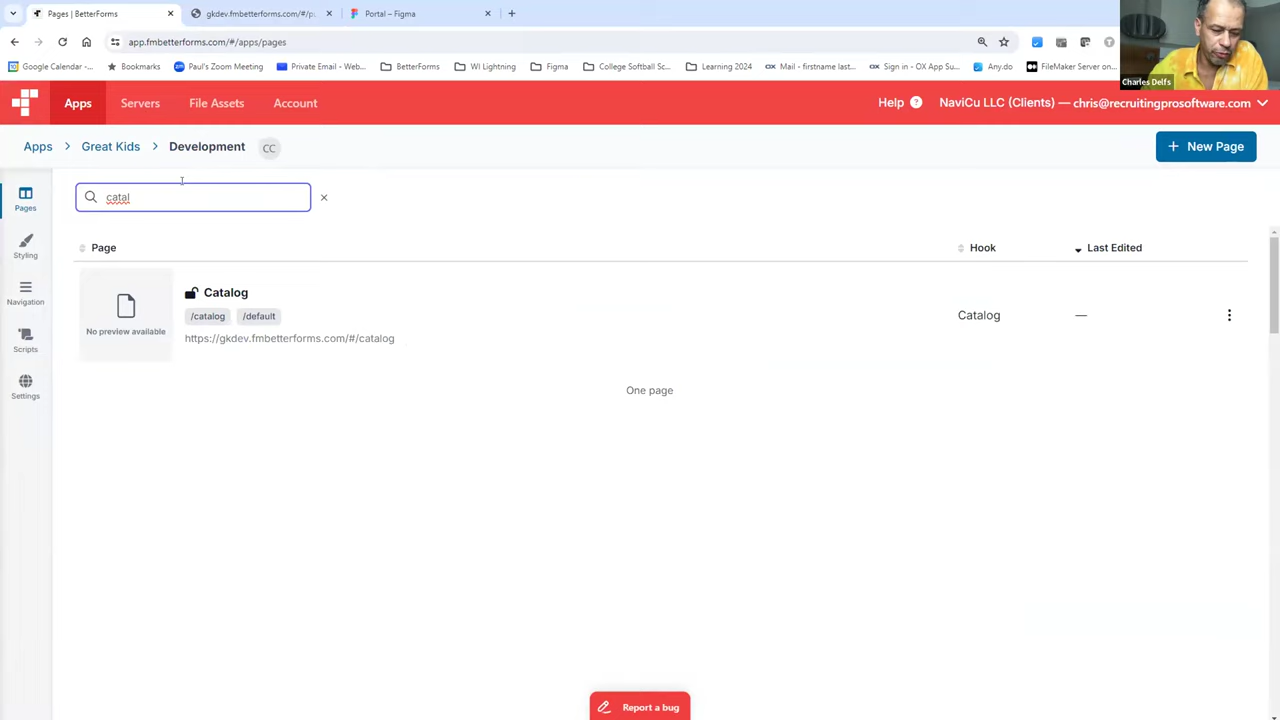 Pages | BetterForms
gkdev.fmbetterforms.com/#/p
Portal – Figma
app.fmbetterforms.com/#/apps/pages
Google Calendar -...
Bookmarks
Paul's Zoom Meeting
Private Email - Web...
BetterForms
WI Lightning
Figma
College Softball Sc...
Learning 2024
Mail - firstname last...
Sign in - OX App Su...
Any.do
FileMaker Server on...
Charles Delfs
Apps
Servers
File Assets
Account
Help
NaviCu LLC (Clients) — chris@recruitingprosoftware.com
Apps > Great Kids > Development CC
+ New Page
Pages
Styling
Navigation
Scripts
Settings
catal
Page
Hook
Last Edited
No preview available
Catalog
/catalog /default
https://gkdev.fmbetterforms.com/#/catalog
Catalog
—
One page
Report a bug